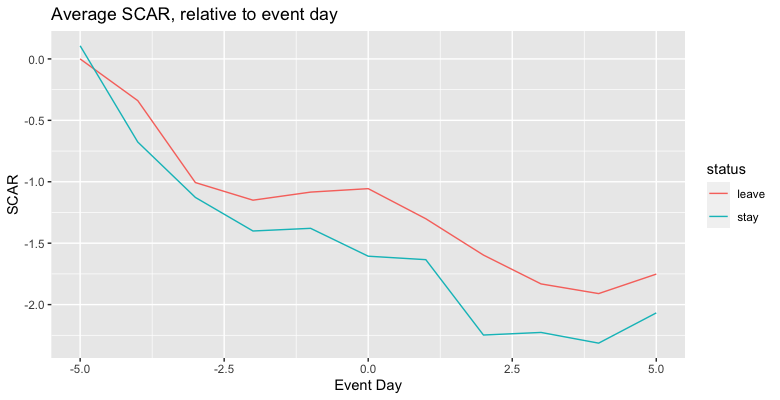 Average SCAR, relative to event day
0.0
-0.5
-1.0
-1.5
-2.0
SCAR
-5.0 -2.5 0.0 2.5 5.0
Event Day
status
leave
stay